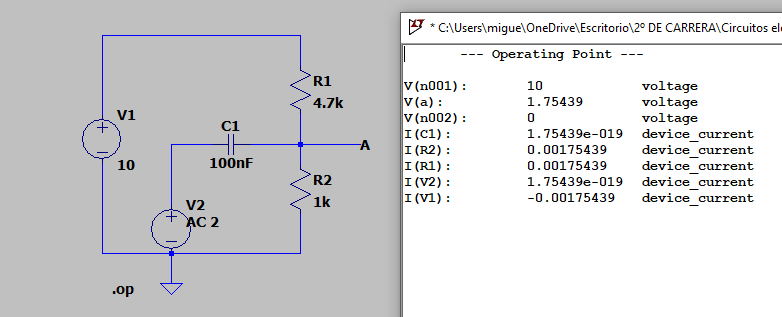 R1
4.7k
V1
10
C1
100nF
A
R2
1k
V2
AC 2
.op
* C:\Users\migue\OneDrive\Escritorio\2º DE CARRERA\Circuitos ele
--- Operating Point ---
V(n001): 10 voltage
V(a): 1.75439 voltage
V(n002): 0 voltage
I(C1): 1.75439e-019 device_current
I(R2): 0.00175439 device_current
I(R1): 0.00175439 device_current
I(V2): 1.75439e-019 device_current
I(V1): -0.00175439 device_current